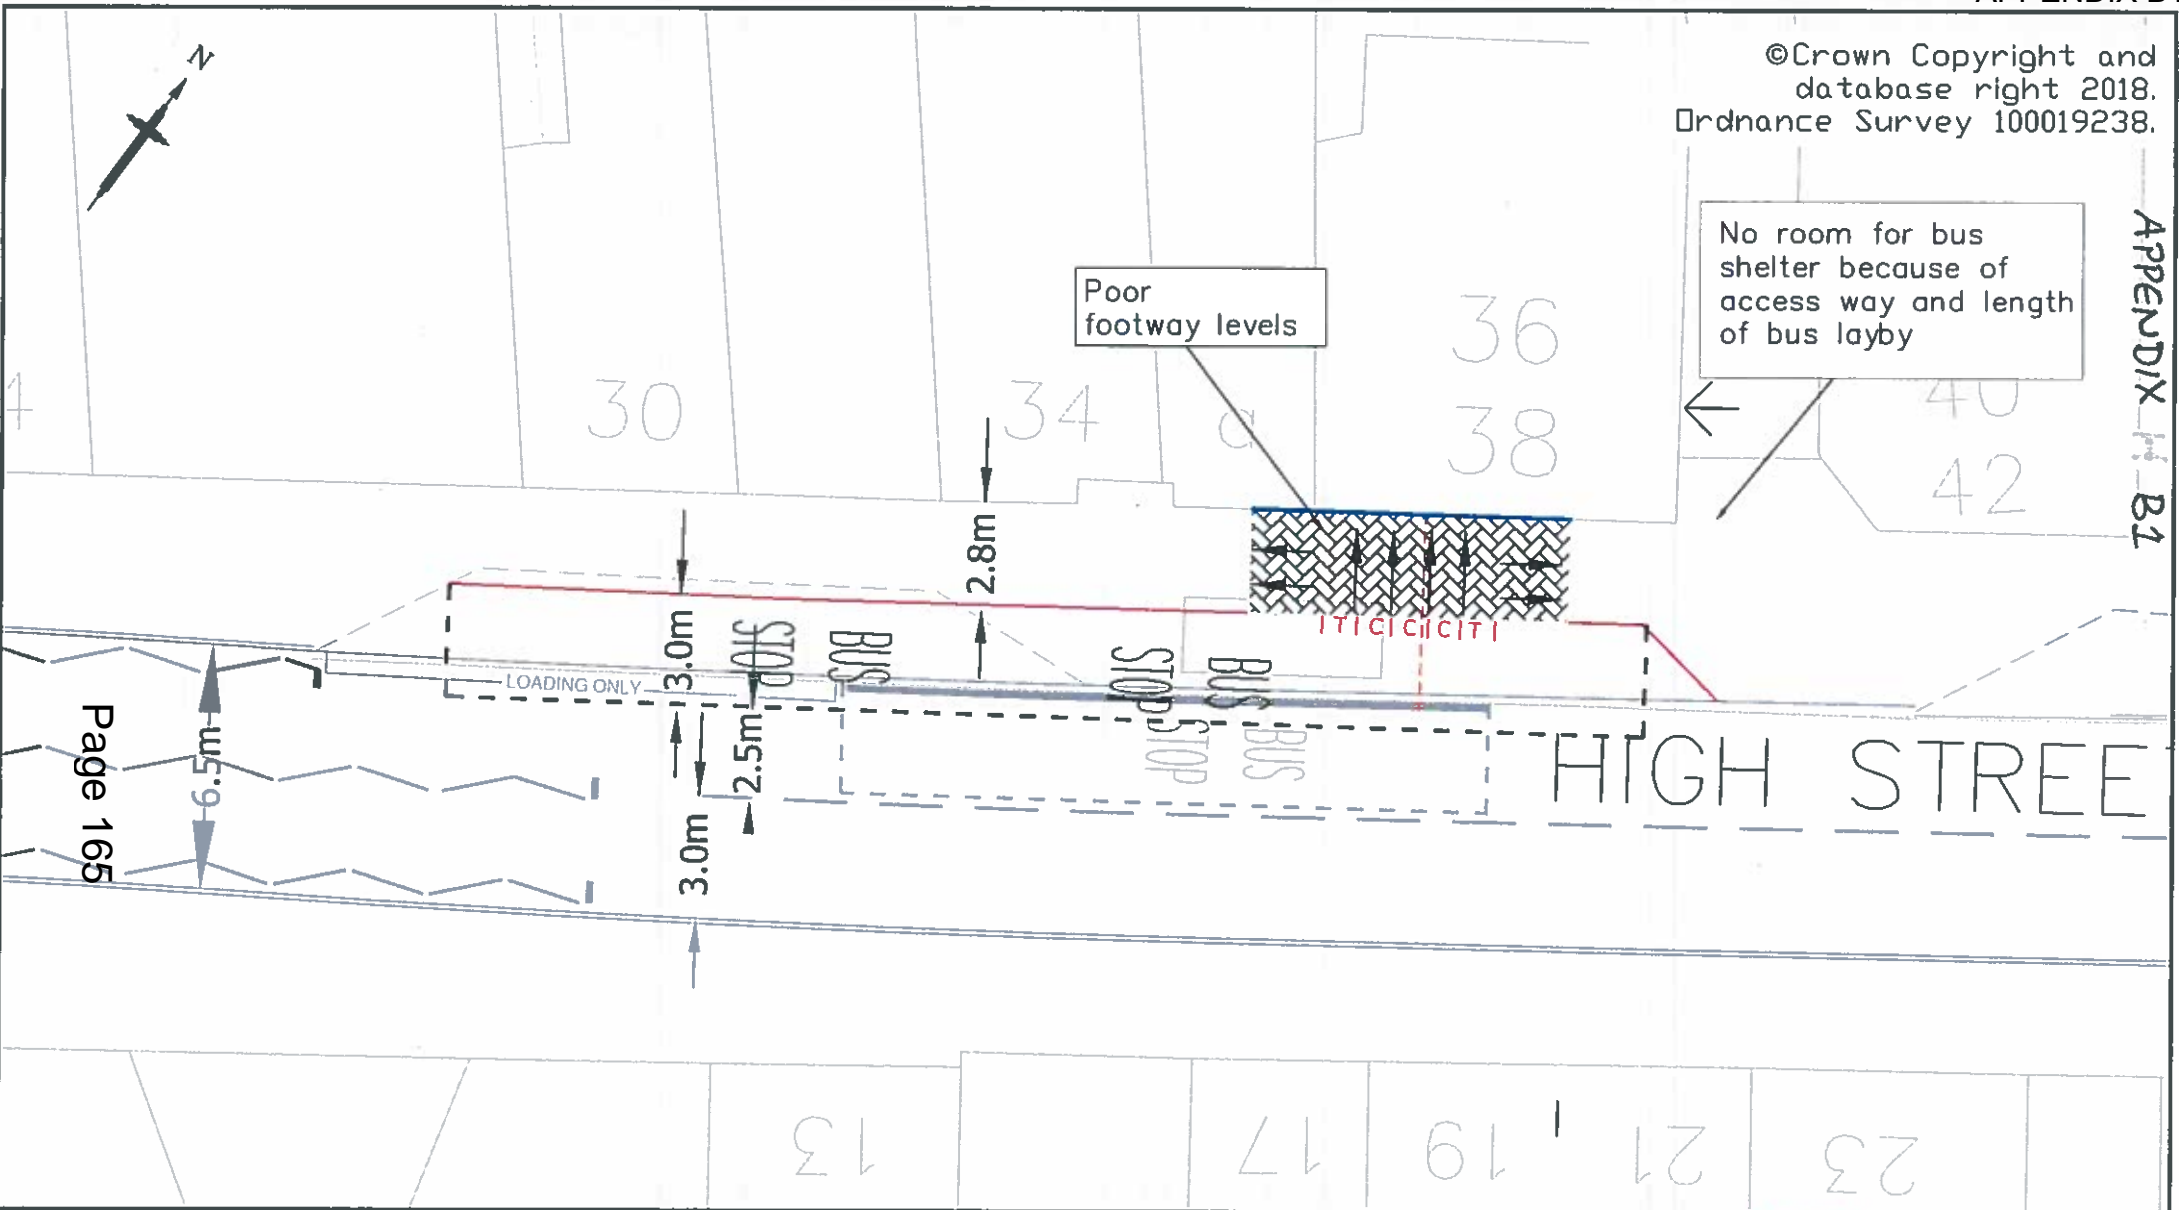 N
©Crown Copyright and
database right 2018.
Ordnance Survey 100019238.
APPENDIX
B1
No room for bus
shelter because of
access way and length
of bus layby
Poor
footway levels
36
38
30
34
a
40
42
2.8m
3.0m
BUS
STOP
BUS
STOP
BUS
STOP
LOADING ONLY
| T | C | C | C | T |
2.5m
6.5m
3.0m
HIGH STREE
Page 165
13
17
19
21
23